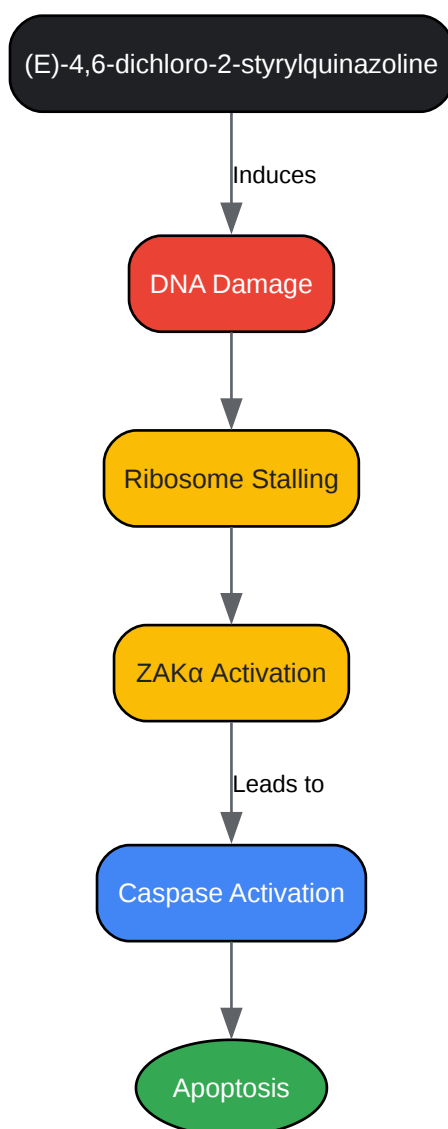 (E)-4,6-dichloro-2-styrylquinazoline
Induces
DNA Damage
Ribosome Stalling
ZAKα Activation
Leads to
Caspase Activation
Apoptosis